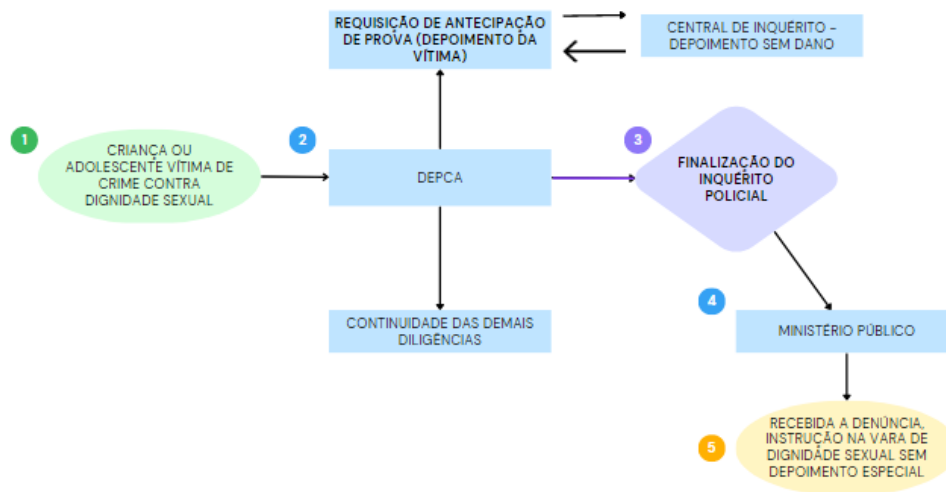 REQUISIÇÃO DE ANTECIPAÇÃO
DE PROVA (DEPOIMENTO DA
VÍTIMA)
CENTRAL DE INQUÉRITO -
DEPOIMENTO SEM DANO
1
CRIANÇA OU
ADOLESCENTE VÍTIMA DE
CRIME CONTRA
DIGNIDADE SEXUAL
2
DEPCA
3
FINALIZAÇÃO DO
INQUÉRITO
POLICIAL
CONTINUIDADE DAS DEMAIS
DILIGÊNCIAS
4
MINISTÉRIO PÚBLICO
5
RECEBIDA A DENÚNCIA,
INSTRUÇÃO NA VARA DE
DIGNIDADE SEXUAL SEM
DEPOIMENTO ESPECIAL